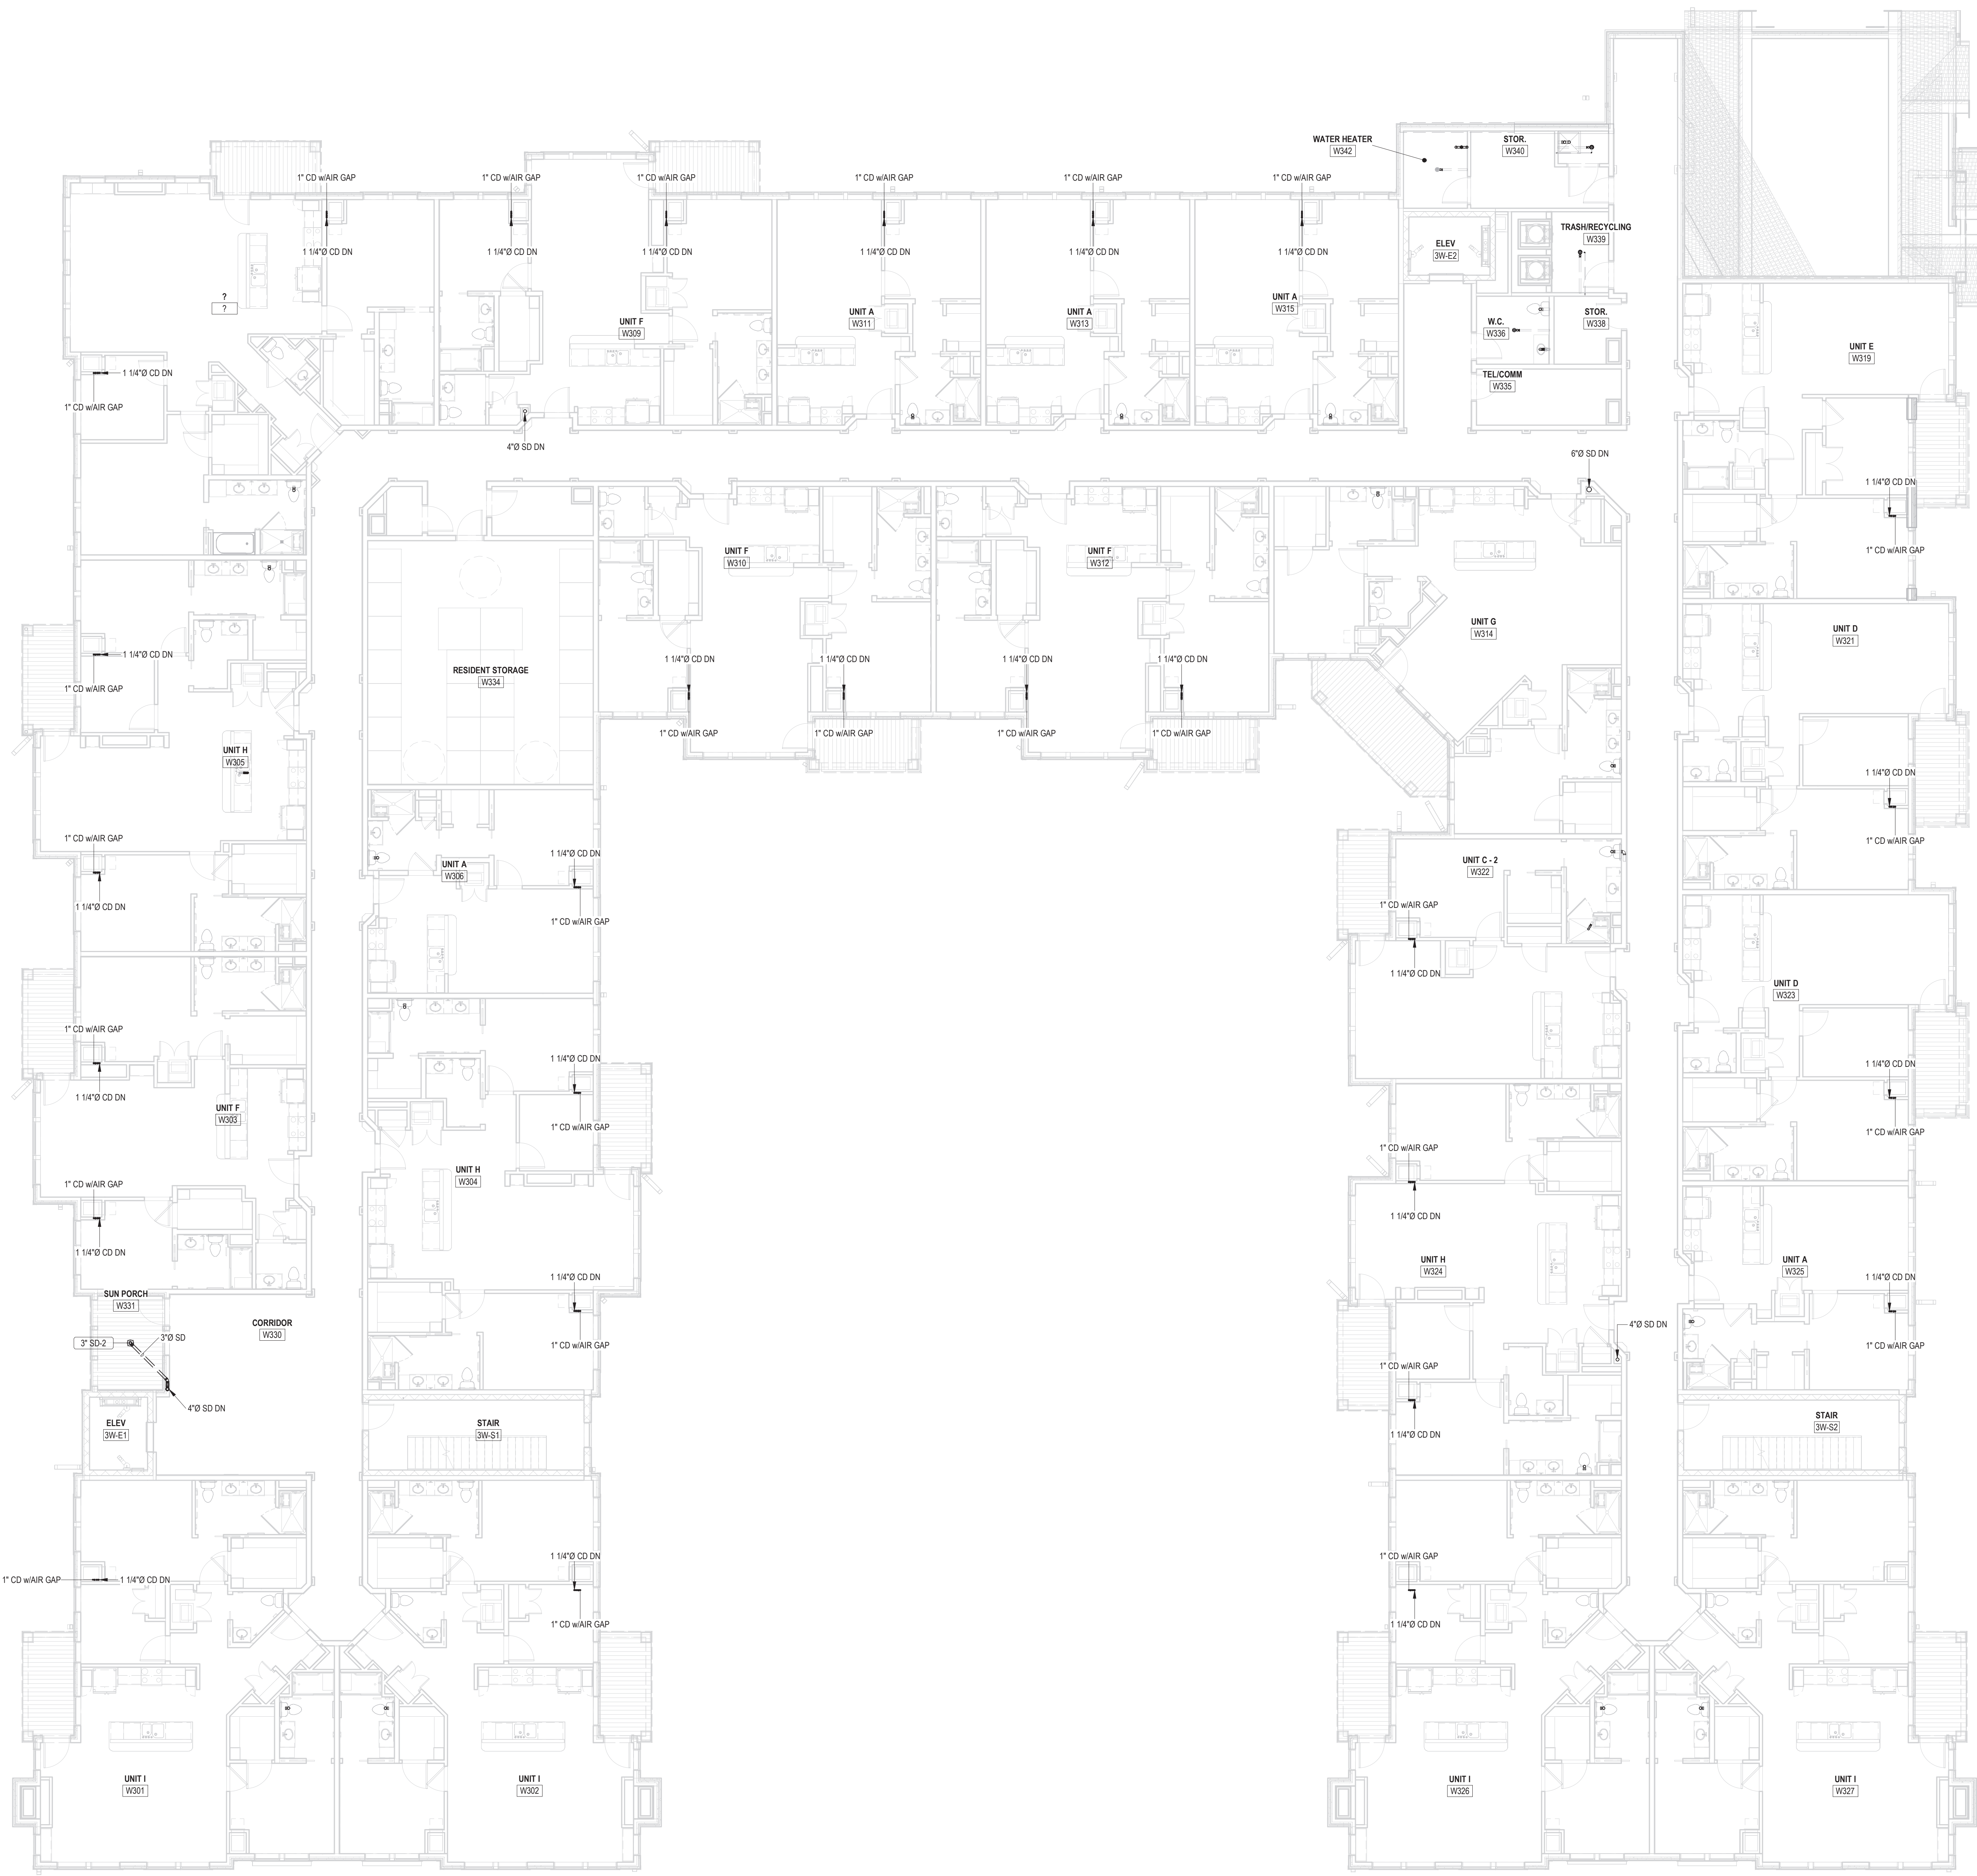 WATER HEATER
W342
STOR.
W340
1" CD w/AIR GAP
1" CD w/AIR GAP
1" CD w/AIR GAP
1" CD w/AIR GAP
1" CD w/AIR GAP
1" CD w/AIR GAP
TRASH/RECYCLING
W339
ELEV
3W-E2
1 1/4"Ø CD DN
1 1/4"Ø CD DN
1 1/4"Ø CD DN
1 1/4"Ø CD DN
1 1/4"Ø CD DN
1 1/4"Ø CD DN
?
?
UNIT F
W309
UNIT A
W311
UNIT A
W313
UNIT A
W315
W.C.
W336
STOR.
W338
UNIT E
W319
1 1/4"Ø CD DN
1" CD w/AIR GAP
TEL/COMM
W335
4"Ø SD DN
6"Ø SD DN
1 1/4"Ø CD DN
1" CD w/AIR GAP
UNIT F
W310
UNIT F
W312
UNIT G
W314
UNIT D
W321
1 1/4"Ø CD DN
1" CD w/AIR GAP
RESIDENT STORAGE
W334
1 1/4"Ø CD DN
1 1/4"Ø CD DN
1 1/4"Ø CD DN
1 1/4"Ø CD DN
1" CD w/AIR GAP
1" CD w/AIR GAP
1" CD w/AIR GAP
1" CD w/AIR GAP
UNIT H
W305
1 1/4"Ø CD DN
1" CD w/AIR GAP
1" CD w/AIR GAP
1 1/4"Ø CD DN
UNIT A
W306
1 1/4"Ø CD DN
1" CD w/AIR GAP
UNIT C - 2
W322
1" CD w/AIR GAP
1 1/4"Ø CD DN
UNIT D
W323
1" CD w/AIR GAP
1 1/4"Ø CD DN
1 1/4"Ø CD DN
1" CD w/AIR GAP
1 1/4"Ø CD DN
1" CD w/AIR GAP
UNIT F
W303
UNIT H
W304
1" CD w/AIR GAP
1 1/4"Ø CD DN
1" CD w/AIR GAP
1 1/4"Ø CD DN
UNIT H
W324
UNIT A
W325
1 1/4"Ø CD DN
1" CD w/AIR GAP
1 1/4"Ø CD DN
1" CD w/AIR GAP
SUN PORCH
W331
CORRIDOR
W330
3" SD-2
3"Ø SD
4"Ø SD DN
4"Ø SD DN
1" CD w/AIR GAP
1 1/4"Ø CD DN
ELEV
3W-E1
STAIR
3W-S1
STAIR
3W-S2
1" CD w/AIR GAP
1 1/4"Ø CD DN
1 1/4"Ø CD DN
1" CD w/AIR GAP
1" CD w/AIR GAP
1 1/4"Ø CD DN
UNIT I
W301
UNIT I
W302
UNIT I
W326
UNIT I
W327